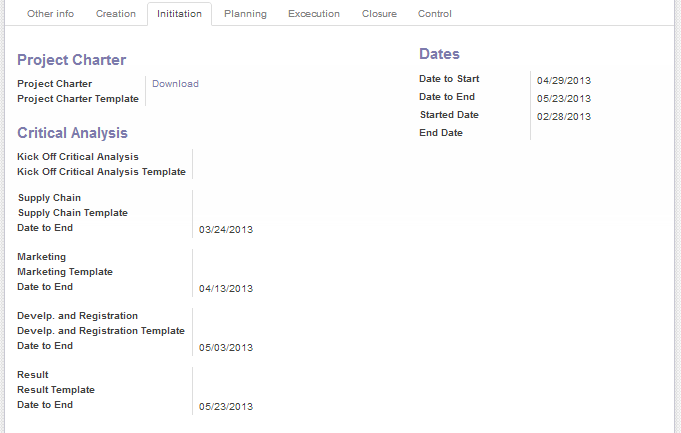 Other info Creation Inititation Planning Excecution Closure Control
Project Charter
Project Charter Download
Project Charter Template
Critical Analysis
Kick Off Critical Analysis
Kick Off Critical Analysis Template
Supply Chain
Supply Chain Template
Date to End 03/24/2013
Marketing
Marketing Template
Date to End 04/13/2013
Develp. and Registration
Develp. and Registration Template
Date to End 05/03/2013
Result
Result Template
Date to End 05/23/2013
Dates
Date to Start 04/29/2013
Date to End 05/23/2013
Started Date 02/28/2013
End Date